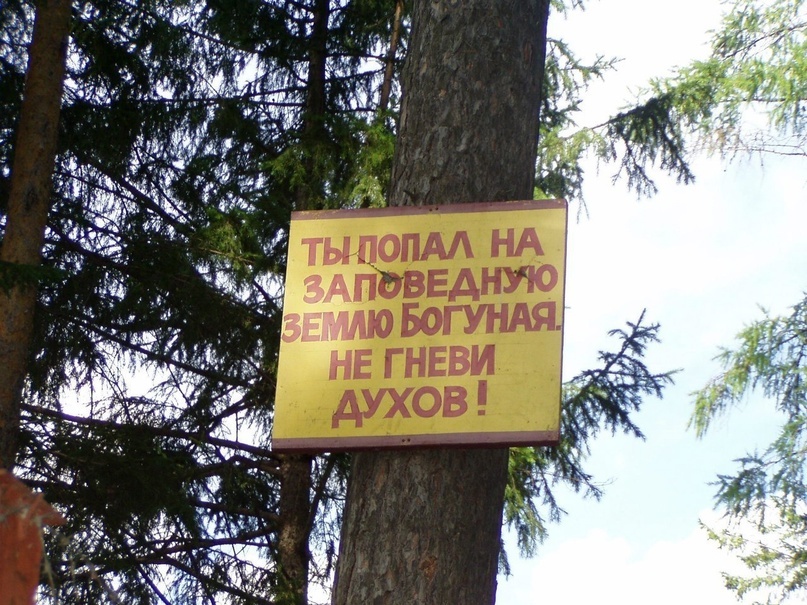 ТЫ ПОПАЛ НА
ЗАПОВЕДНУЮ
ЗЕМЛЮ БОГУНАЯ.
НЕ ГНЕВИ
ДУХОВ!